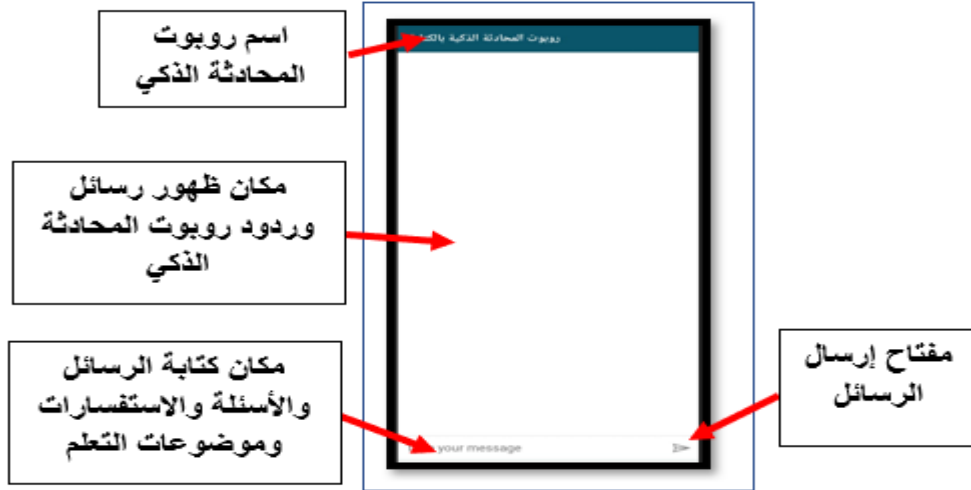 اسم روبوت
المحادثة الذكي
روبوت المحادثة الذكية
مكان ظهور رسائل
وردود روبوت المحادثة
الذكي
مكان كتابة الرسائل
والأسئلة والاستفسارات
وموضوعات التعلم
مفتاح إرسال
الرسائل
your message